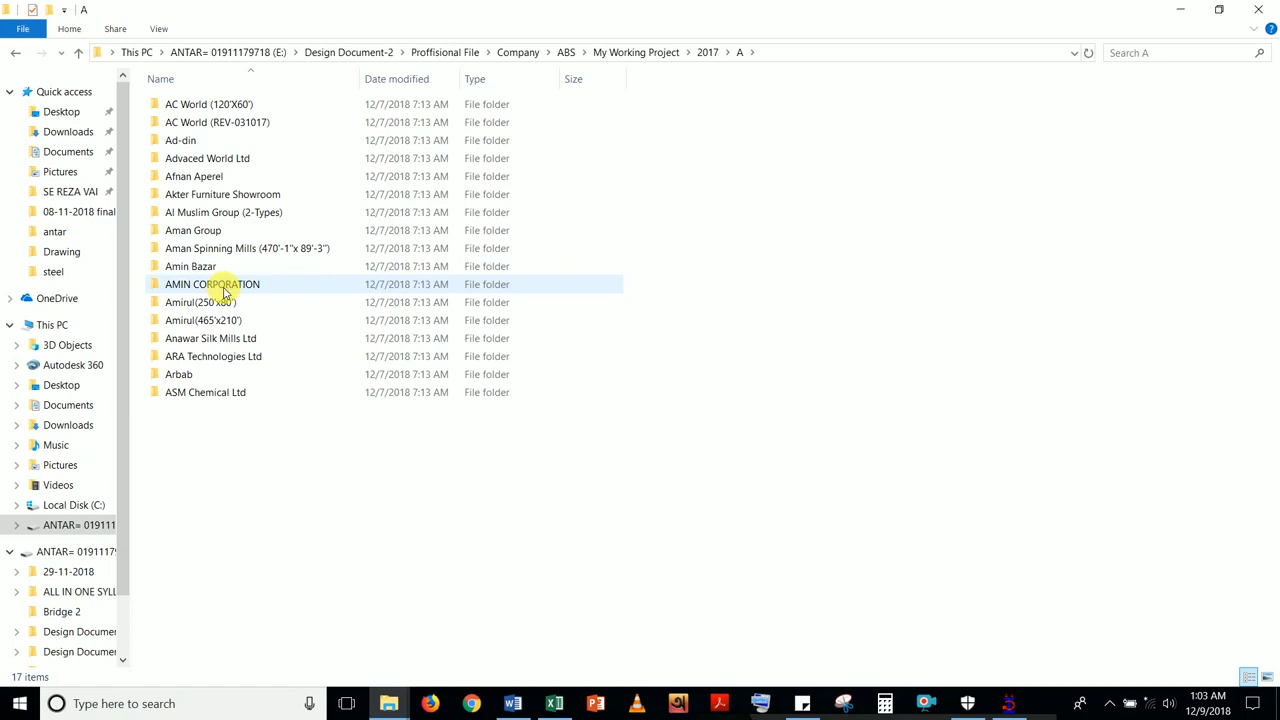 A
File
Home
Share
View
This PC
ANTAR= 01911179718 (E:)
Design Document-2
Proffisional File
Company
ABS
My Working Project
2017
A
Search A
Name
Date modified
Type
Size
Quick access
Desktop
Downloads
Documents
Pictures
SE REZA VAI
08-11-2018 final
antar
Drawing
steel
OneDrive
This PC
3D Objects
Autodesk 360
Desktop
Documents
Downloads
Music
Pictures
Videos
Local Disk (C:)
ANTAR= 019111
ANTAR= 0191117
29-11-2018
ALL IN ONE SYLL
Bridge 2
Design Documen
Design Documen
AC World (120'X60') 12/7/2018 7:13 AM File folder
AC World (REV-031017) 12/7/2018 7:13 AM File folder
Ad-din 12/7/2018 7:13 AM File folder
Advaced World Ltd 12/7/2018 7:13 AM File folder
Afnan Aperel 12/7/2018 7:13 AM File folder
Akter Furniture Showroom 12/7/2018 7:13 AM File folder
Al Muslim Group (2-Types) 12/7/2018 7:13 AM File folder
Aman Group 12/7/2018 7:13 AM File folder
Aman Spinning Mills (470'-1"x 89'-3") 12/7/2018 7:13 AM File folder
Amin Bazar 12/7/2018 7:13 AM File folder
AMIN CORPORATION 12/7/2018 7:13 AM File folder
Amirul(250'x80') 12/7/2018 7:13 AM File folder
Amirul(465'x210') 12/7/2018 7:13 AM File folder
Anawar Silk Mills Ltd 12/7/2018 7:13 AM File folder
ARA Technologies Ltd 12/7/2018 7:13 AM File folder
Arbab 12/7/2018 7:13 AM File folder
ASM Chemical Ltd 12/7/2018 7:13 AM File folder
17 items
Type here to search
1:03 AM
12/9/2018